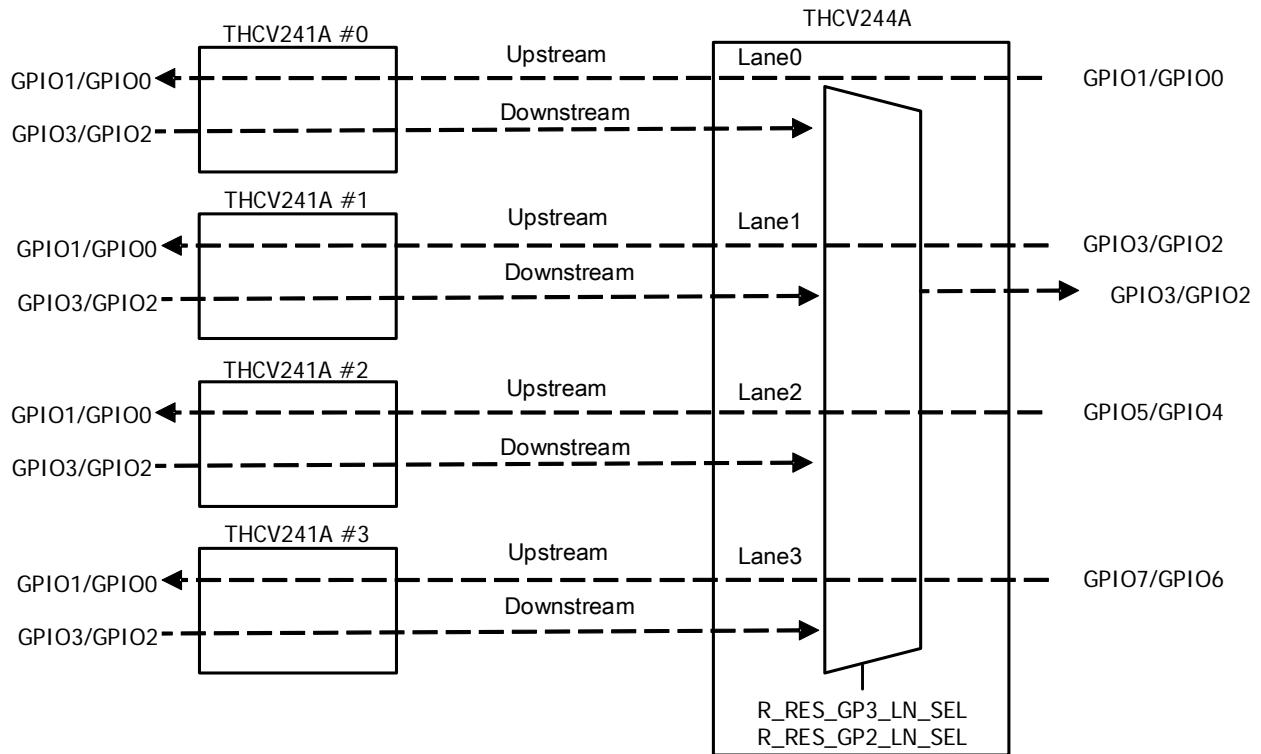 THCV244A
THCV241A #0
Upstream
Lane0
GPIO1/GPIO0
GPIO1/GPIO0
Downstream
GPIO3/GPIO2
THCV241A #1
Upstream
Lane1
GPIO1/GPIO0
GPIO3/GPIO2
Downstream
GPIO3/GPIO2
GPIO3/GPIO2
THCV241A #2
Upstream
Lane2
GPIO1/GPIO0
GPIO5/GPIO4
Downstream
GPIO3/GPIO2
THCV241A #3
Upstream
Lane3
GPIO1/GPIO0
GPIO7/GPIO6
Downstream
GPIO3/GPIO2
R_RES_GP3_LN_SEL
R_RES_GP2_LN_SEL